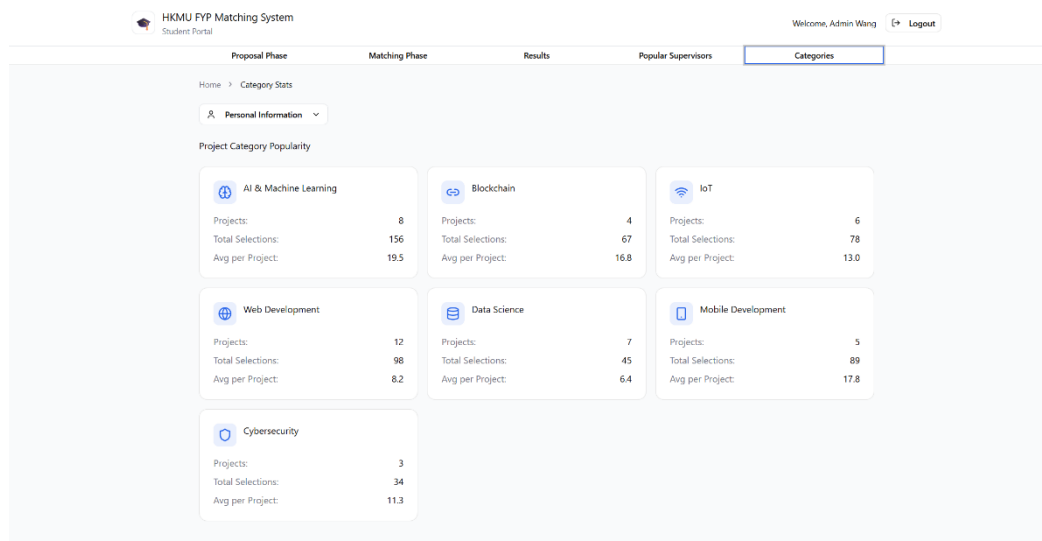 HKMU FYP Matching System
Student Portal
Welcome, Admin Wang
Logout
Proposal Phase
Matching Phase
Results
Popular Supervisors
Categories
Home > Category Stats
Personal Information
Project Category Popularity
AI & Machine Learning
Projects: 8
Total Selections: 156
Avg per Project: 19.5
Blockchain
Projects: 4
Total Selections: 67
Avg per Project: 16.8
IoT
Projects: 6
Total Selections: 78
Avg per Project: 13.0
Web Development
Projects: 12
Total Selections: 98
Avg per Project: 8.2
Data Science
Projects: 7
Total Selections: 45
Avg per Project: 6.4
Mobile Development
Projects: 5
Total Selections: 89
Avg per Project: 17.8
Cybersecurity
Projects: 3
Total Selections: 34
Avg per Project: 11.3